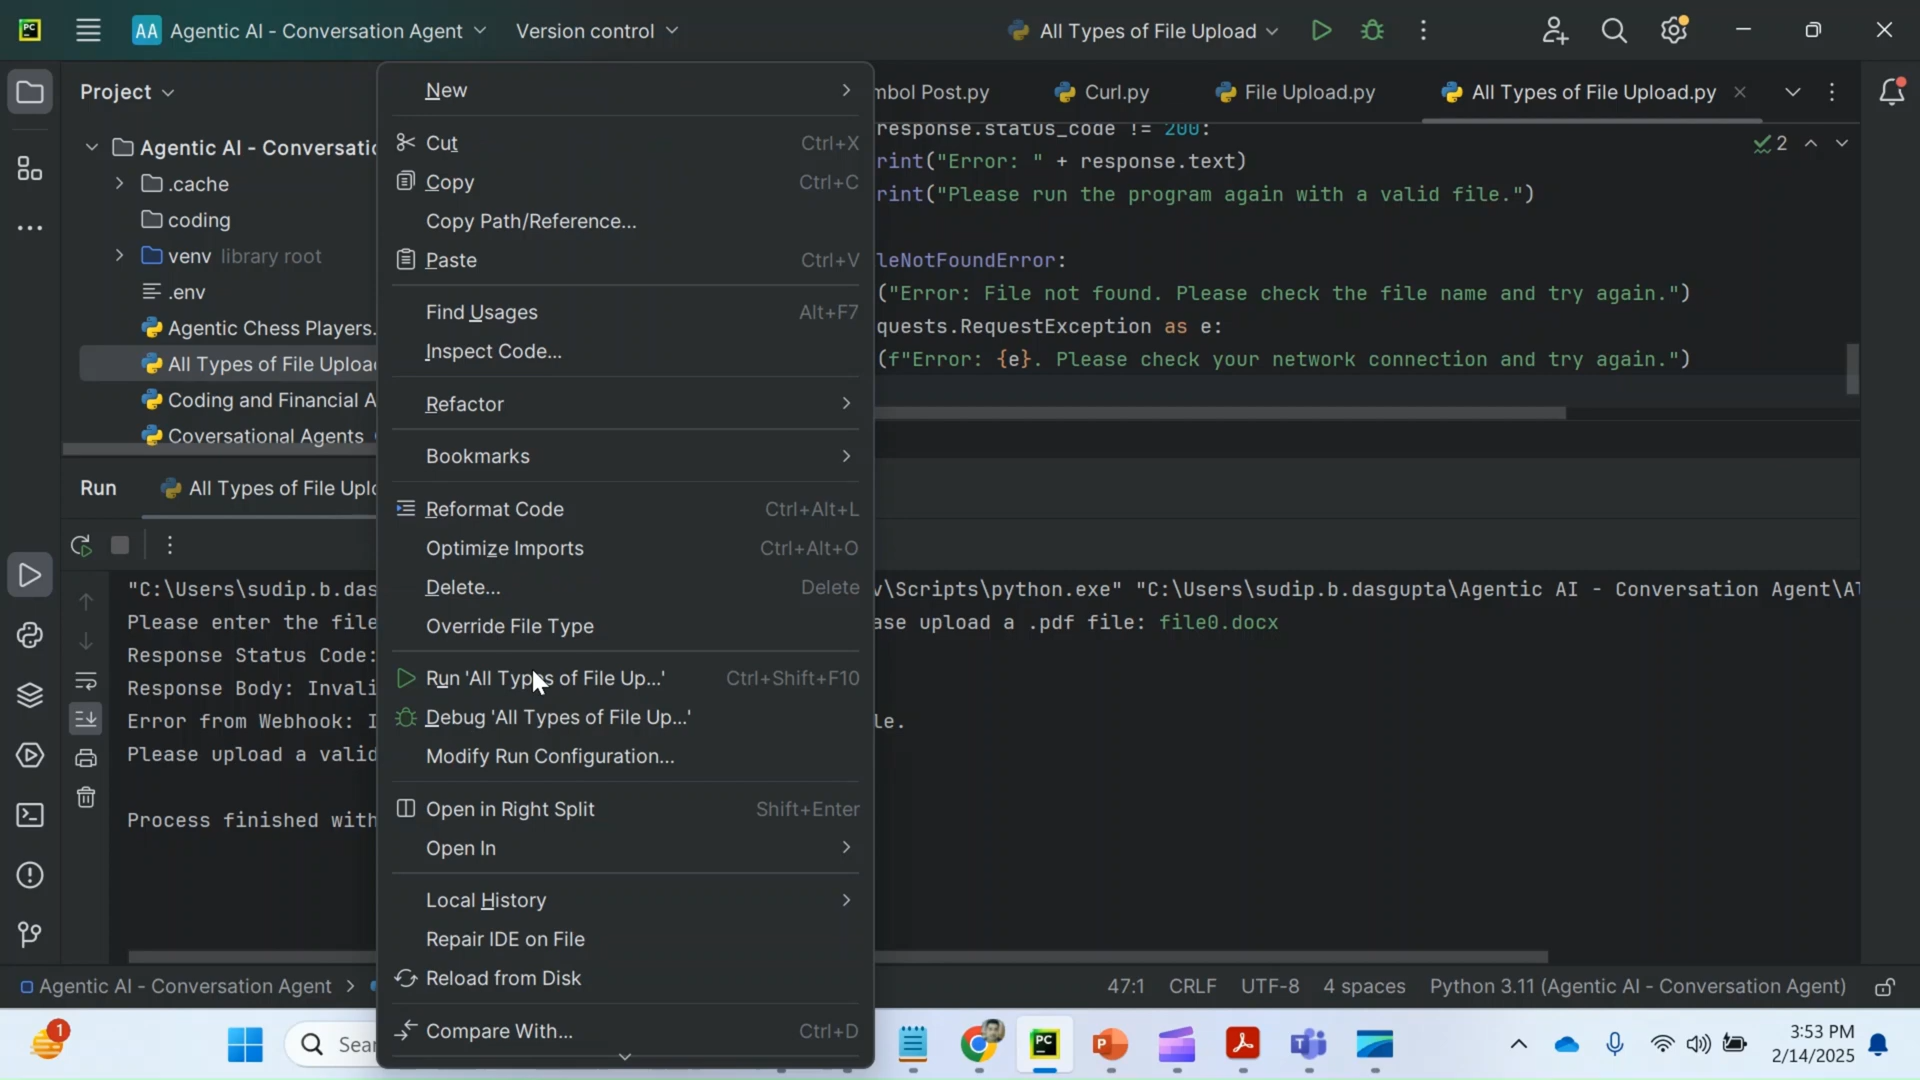 PC
AA Agentic AI - Conversation Agent
Version control
All Types of File Upload
Project
mbol Post.py
Curl.py
File Upload.py
All Types of File Upload.py
Agentic AI - Conversatic
.cache
coding
venv library root
.env
Agentic Chess Players.
All Types of File Uploa
Coding and Financial A
Coversational Agents
response.status_code != 200:
rint("Error: " + response.text)
rint("Please run the program again with a valid file.")
leNotFoundError:
("Error: File not found. Please check the file name and try again.")
quests.RequestException as e:
(f"Error: {e}. Please check your network connection and try again.")
2
New
Cut Ctrl+X
Copy Ctrl+C
Copy Path/Reference...
Paste Ctrl+V
Find Usages Alt+F7
Inspect Code...
Refactor
Bookmarks
Reformat Code Ctrl+Alt+L
Optimize Imports Ctrl+Alt+O
Delete... Delete
Override File Type
Run 'All Types of File Up...' Ctrl+Shift+F10
Debug 'All Types of File Up...'
Modify Run Configuration...
Open in Right Split Shift+Enter
Open In
Local History
Repair IDE on File
Reload from Disk
Compare With... Ctrl+D
Run
All Types of File Uplo
"C:\Users\sudip.b.das
v\Scripts\python.exe" "C:\Users\sudip.b.dasgupta\Agentic AI - Conversation Agent\Al
Please enter the file
ase upload a .pdf file: file0.docx
Response Status Code:
Response Body: Invali
Error from Webhook: I
le.
Please upload a valid
Process finished with
Agentic AI - Conversation Agent >
47:1 CRLF UTF-8 4 spaces Python 3.11 (Agentic AI - Conversation Agent)
1
Sear
PC
P
3:53 PM
2/14/2025